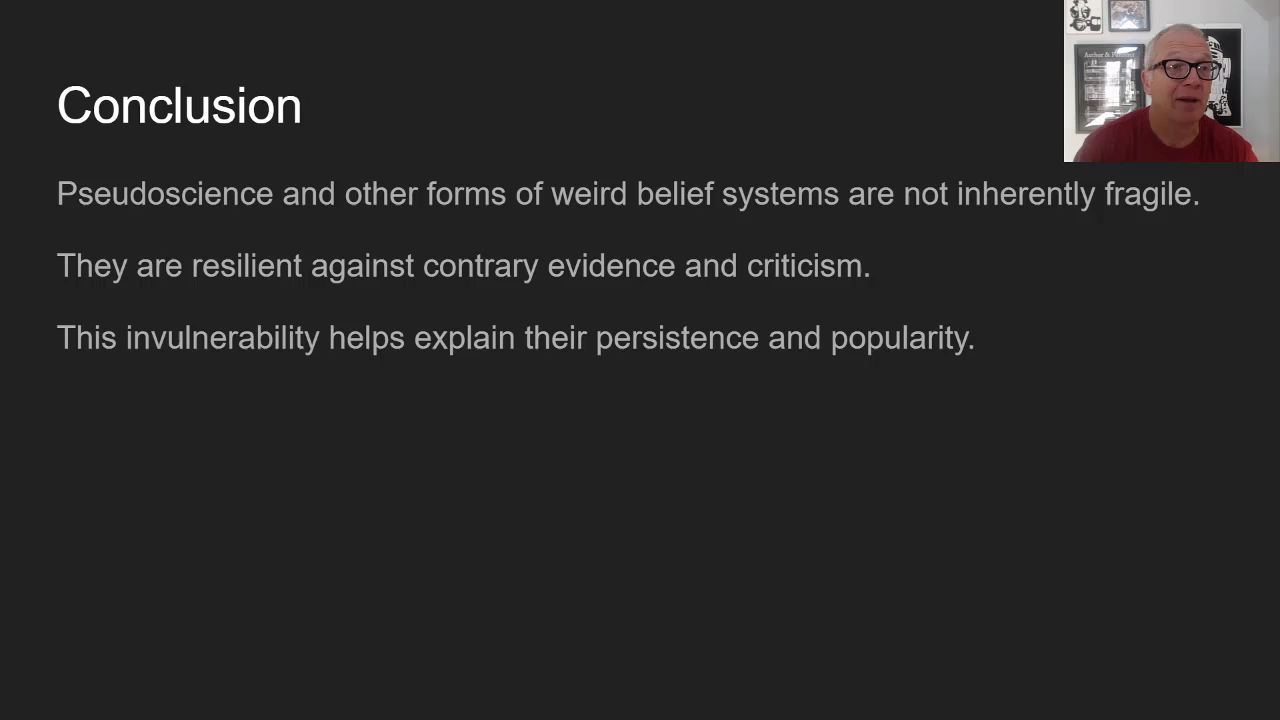 Conclusion
Pseudoscience and other forms of weird belief systems are not inherently fragile.
They are resilient against contrary evidence and criticism.
This invulnerability helps explain their persistence and popularity.